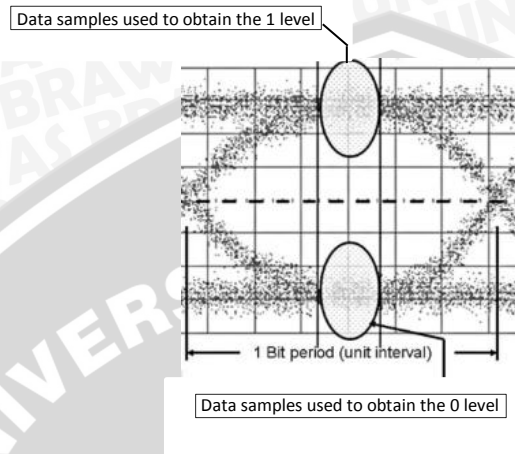 Data samples used to obtain the 1 level
1 Bit period (unit interval)
Data samples used to obtain the 0 level